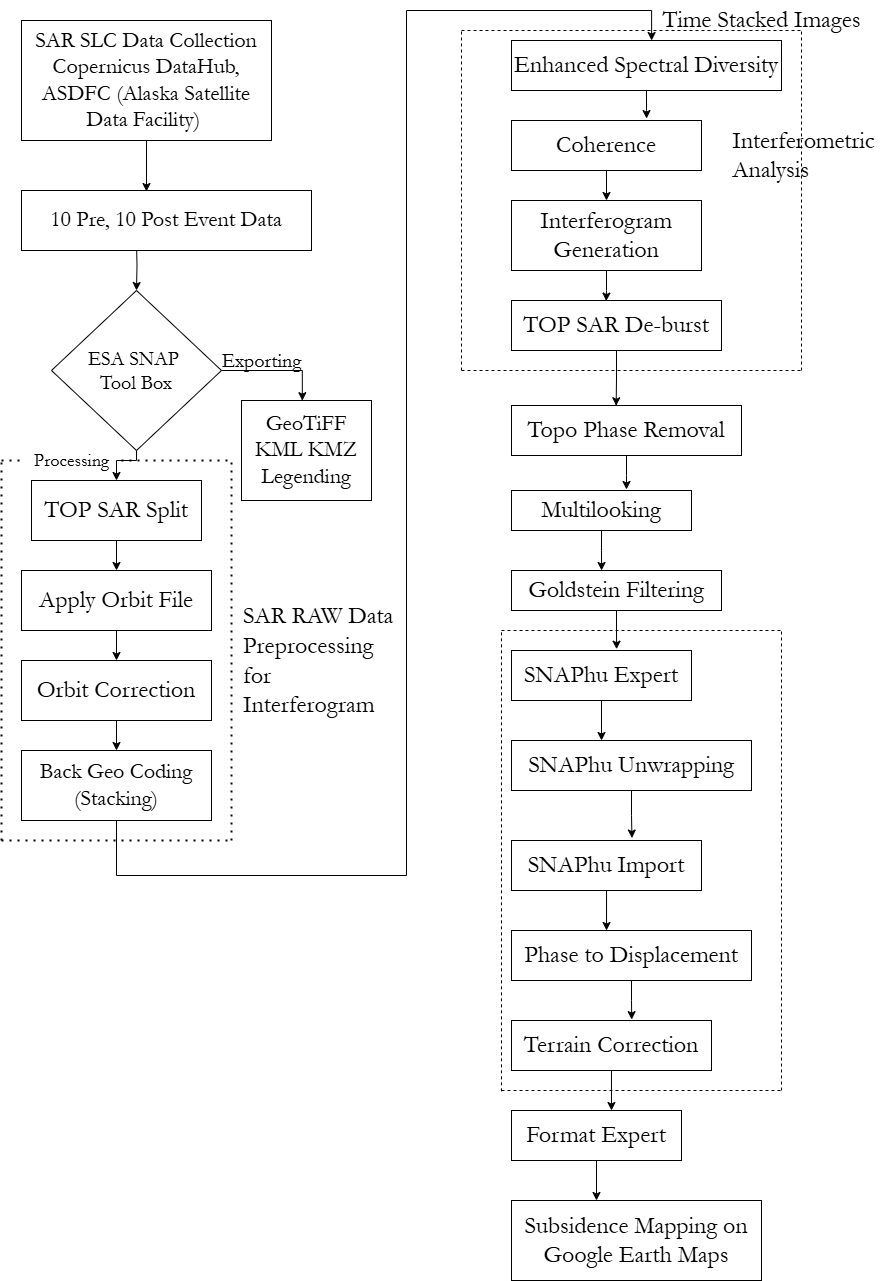 SAR SLC Data Collection
Copernicus DataHub,
ASDFC (Alaska Satellite
Data Facility)
10 Pre, 10 Post Event Data
ESA SNAP
Tool Box
Exporting
GeoTiFF
KML KMZ
Legending
Processing
TOP SAR Split
Apply Orbit File
Orbit Correction
Back Geo Coding
(Stacking)
SAR RAW Data
Preprocessing
for
Interferogram
Time Stacked Images
Enhanced Spectral Diversity
Coherence
Interferogram
Generation
TOP SAR De-burst
Interferometric
Analysis
Topo Phase Removal
Multilooking
Goldstein Filtering
SNAPhu Expert
SNAPhu Unwrapping
SNAPhu Import
Phase to Displacement
Terrain Correction
Format Expert
Subsidence Mapping on
Google Earth Maps